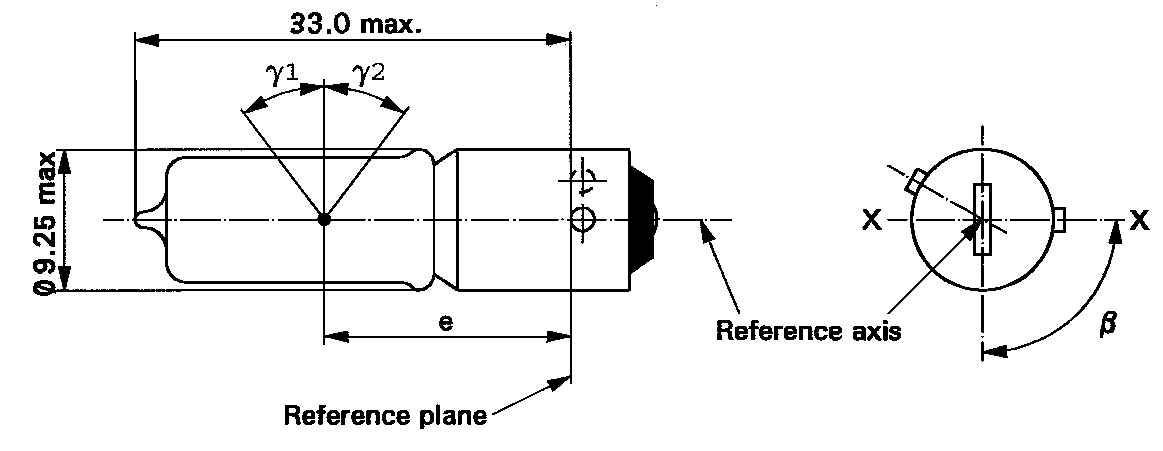 33.0 max.
γ1 γ2
Ø9.25 max
X X
e
Reference axis
β
Reference plane